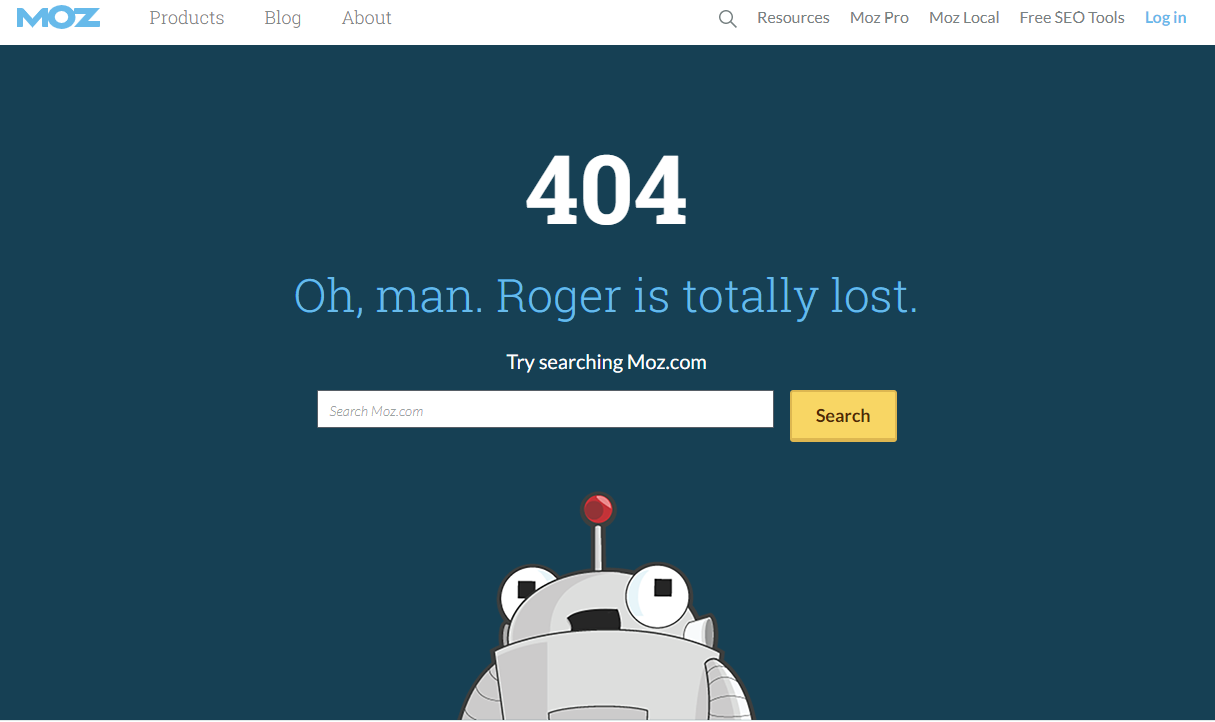 MOZ
Products Blog About Resources Moz Pro Moz Local Free SEO Tools Log in
404
Oh, man. Roger is totally lost.
Try searching Moz.com
Search Moz.com
Search